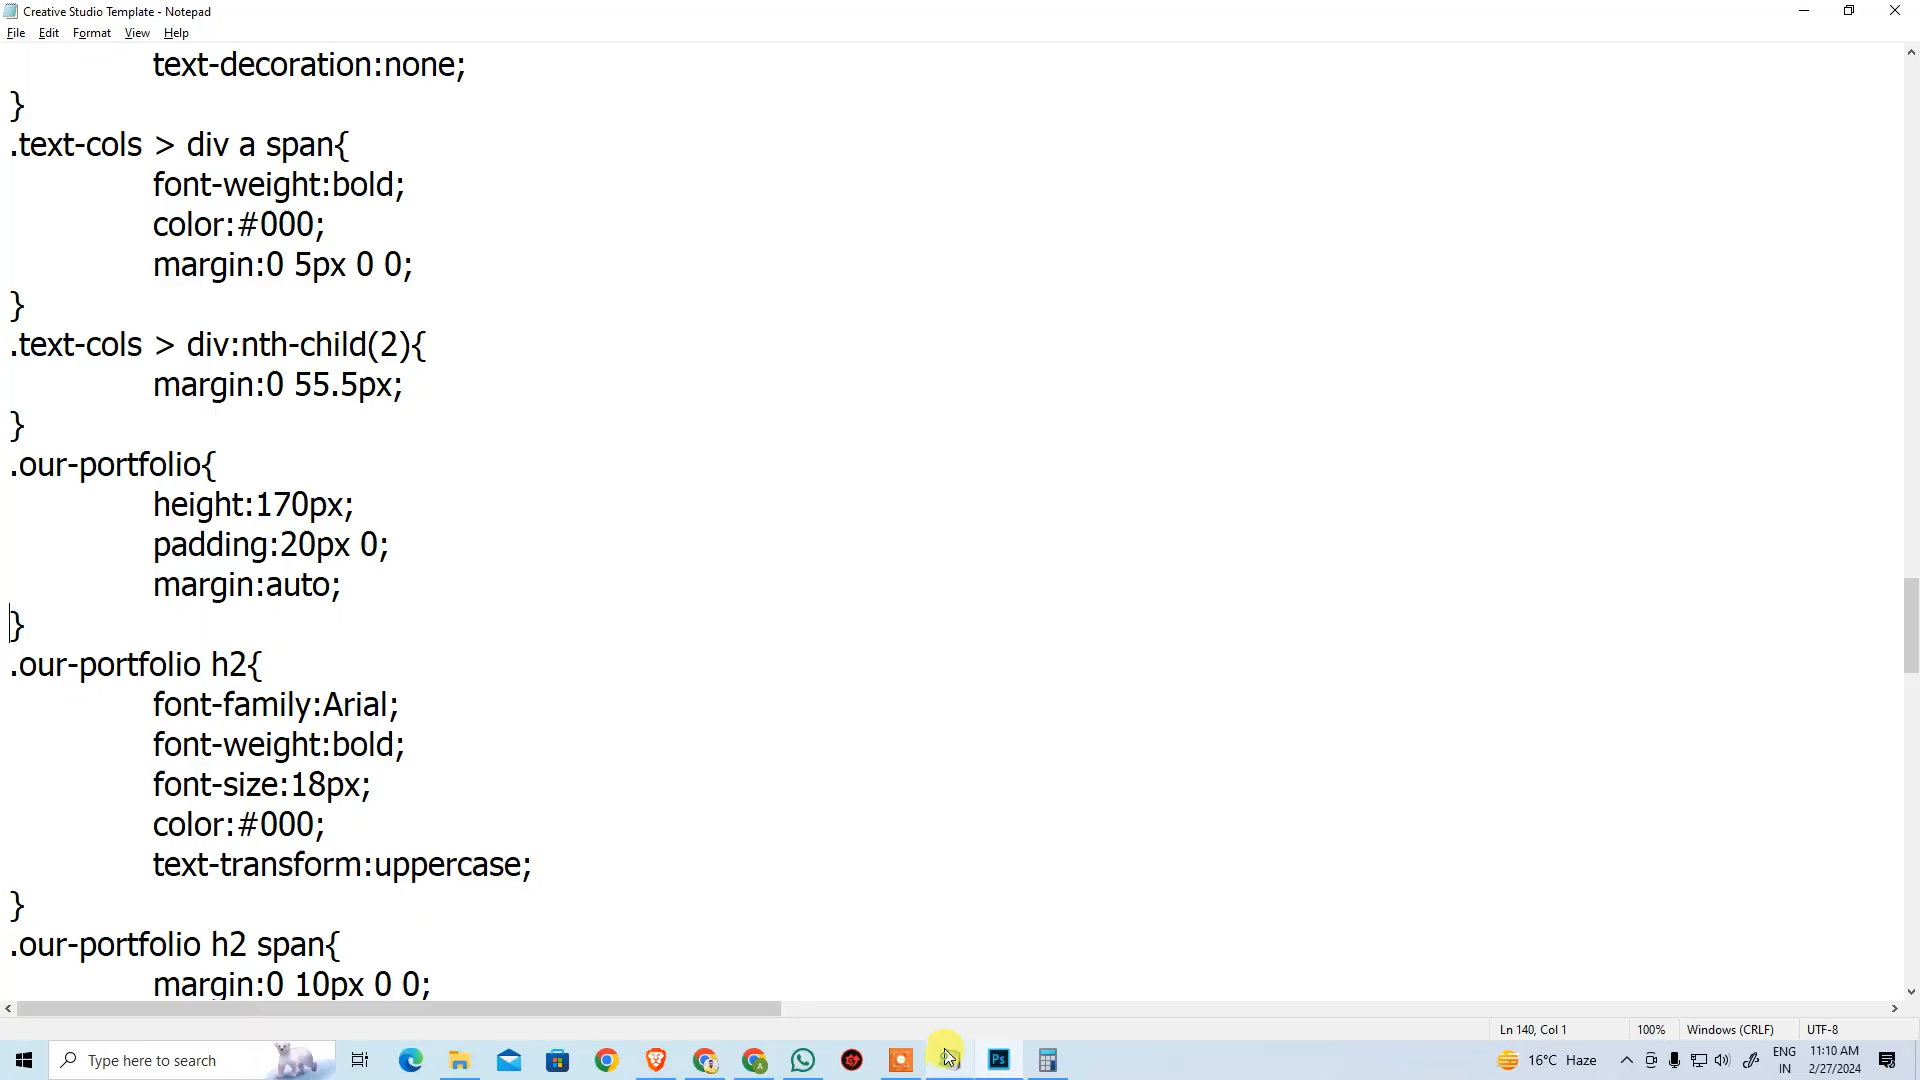 Creative Studio Template - Notepad
File Edit Format View Help
text-decoration:none;
}
.text-cols > div a span{
font-weight:bold;
color:#000;
margin:0 5px 0 0;
}
.text-cols > div:nth-child(2){
margin:0 55.5px;
}
.our-portfolio{
height:170px;
padding:20px 0;
margin:auto;
}
.our-portfolio h2{
font-family:Arial;
font-weight:bold;
font-size:18px;
color:#000;
text-transform:uppercase;
}
.our-portfolio h2 span{
margin:0 10px 0 0;
Ln 140, Col 1 100% Windows (CRLF) UTF-8
Type here to search
Ps
A
16°C Haze
ENG
IN
11:10 AM
2/27/2024